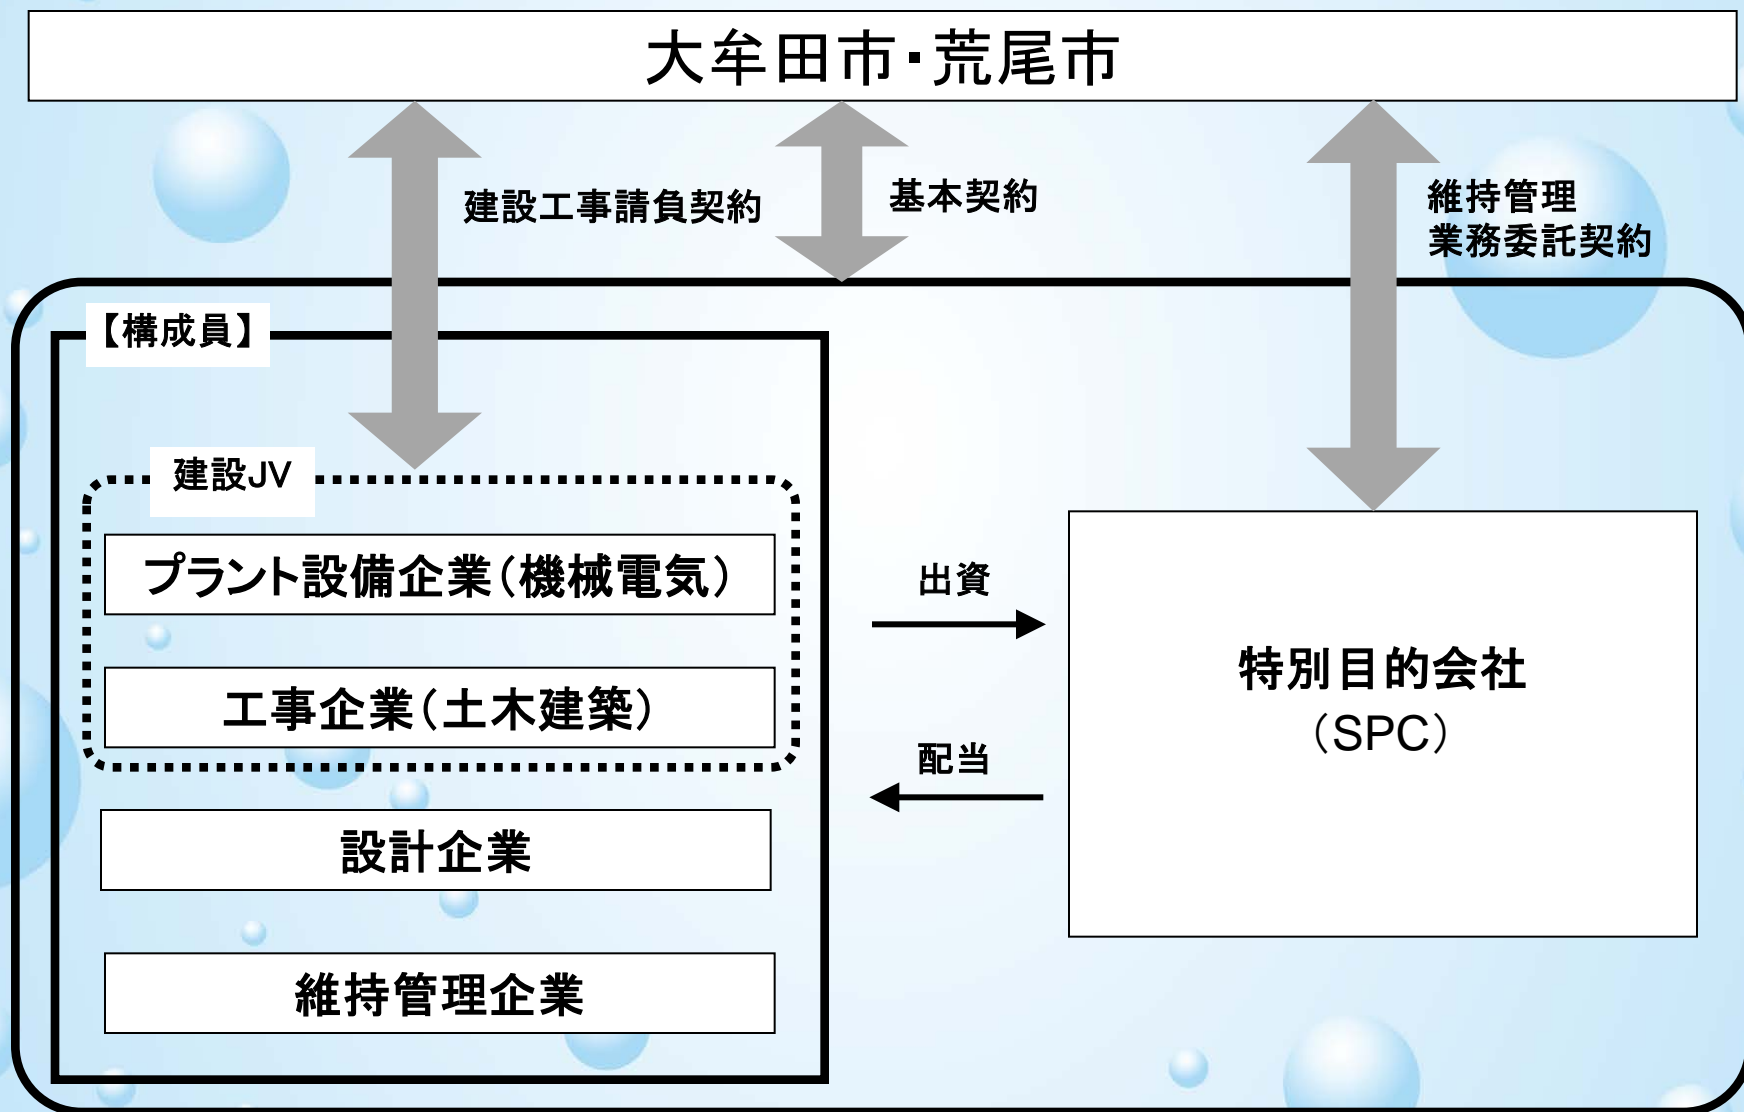 大牟田市・荒尾市
建設工事請負契約
基本契約
維持管理
業務委託契約
【構成員】
建設JV
プラント設備企業(機械電気)
工事企業(土木建築)
設計企業
維持管理企業
出資
配当
特別目的会社
(SPC)